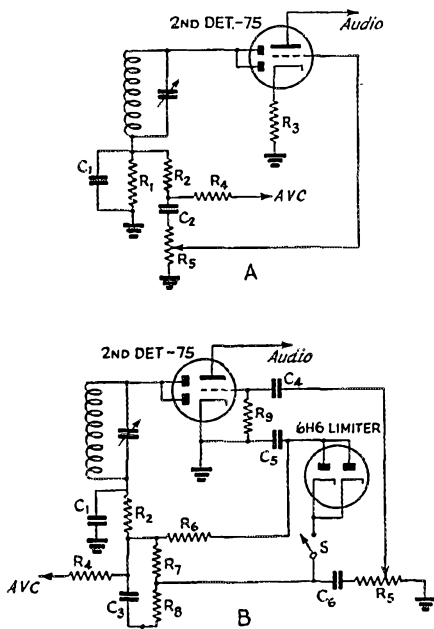 2ND DET.-75
Audio
R3
C1
R1
R2
R4
AVC
C2
R5
A
2ND DET.-75
Audio
C4
R9
6H6 LIMITER
C5
C1
R2
R6
S
R4
R7
AVC
C3
R8
C6
R5
B